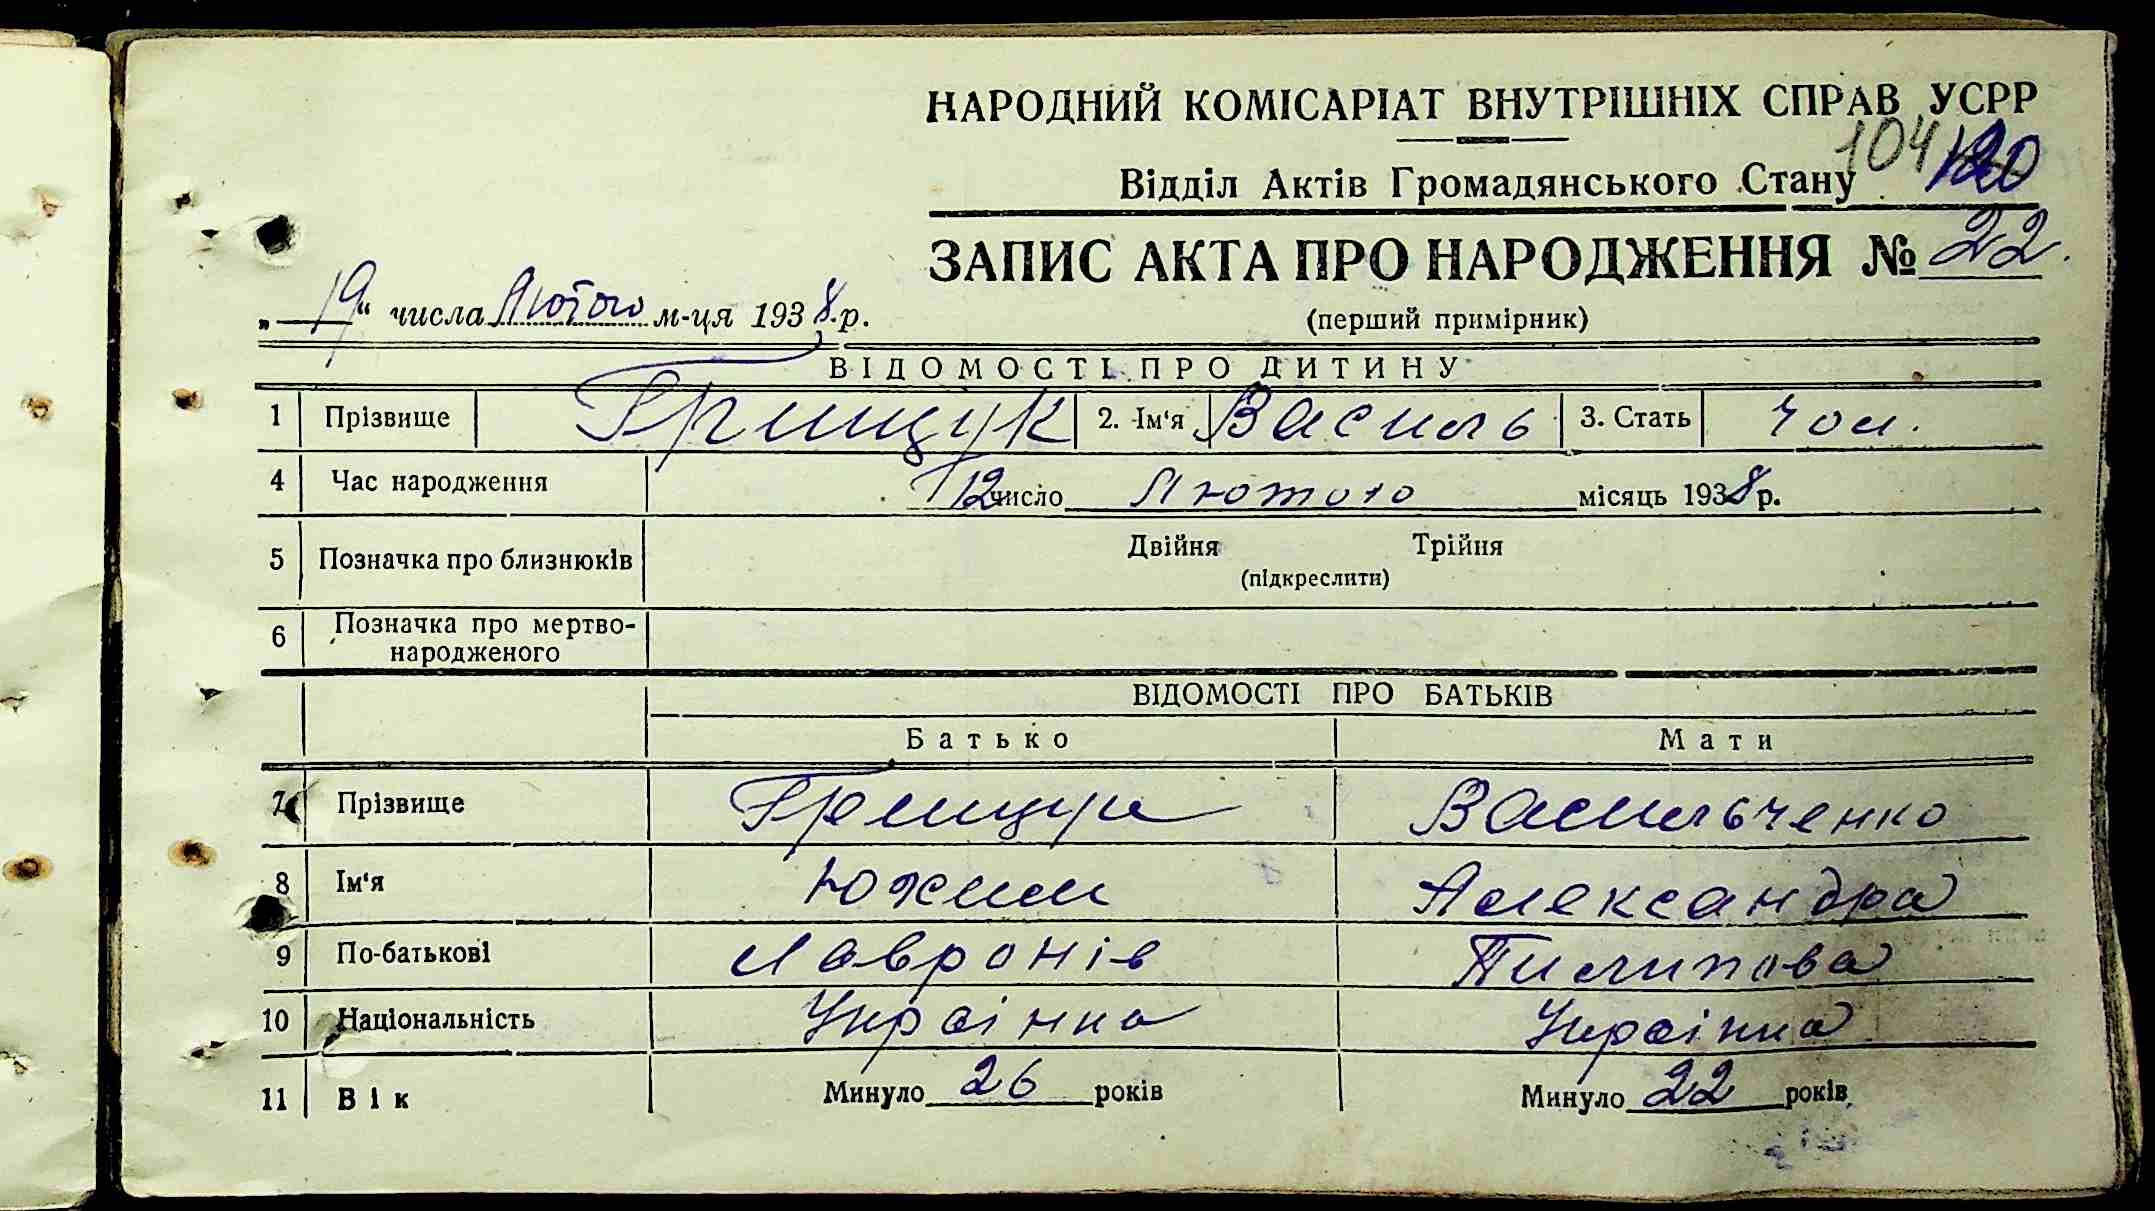 НАРОДНИЙ КОМІСАРІАТ ВНУТРІШНІХ СПРАВ УСРР
104 120
Відділ Актів Громадянського Стану
ЗАПИС АКТА ПРО НАРОДЖЕННЯ № 22.
„19“ числа Лютого м-ця 1938 р.
(перший примірник)
ВІДОМОСТІ ПРО ДИТИНУ
1 Прізвище Грищук 2. Ім‘я Василь 3. Стать чол.
4 Час народження 12 число Лютого місяць 1938 р.
5 Позначка про близнюків Двійня Трійня
(підкреслити)
6 Позначка про мертво-
народженого
ВІДОМОСТІ ПРО БАТЬКІВ
Батько Мати
7 Прізвище Грищук Васильченко
8 Ім‘я Юхим Александра
9 По-батькові Лавронів Пилипова
10 Національність Українка Українка
11 Вік Минуло 26 років Минуло 22 років